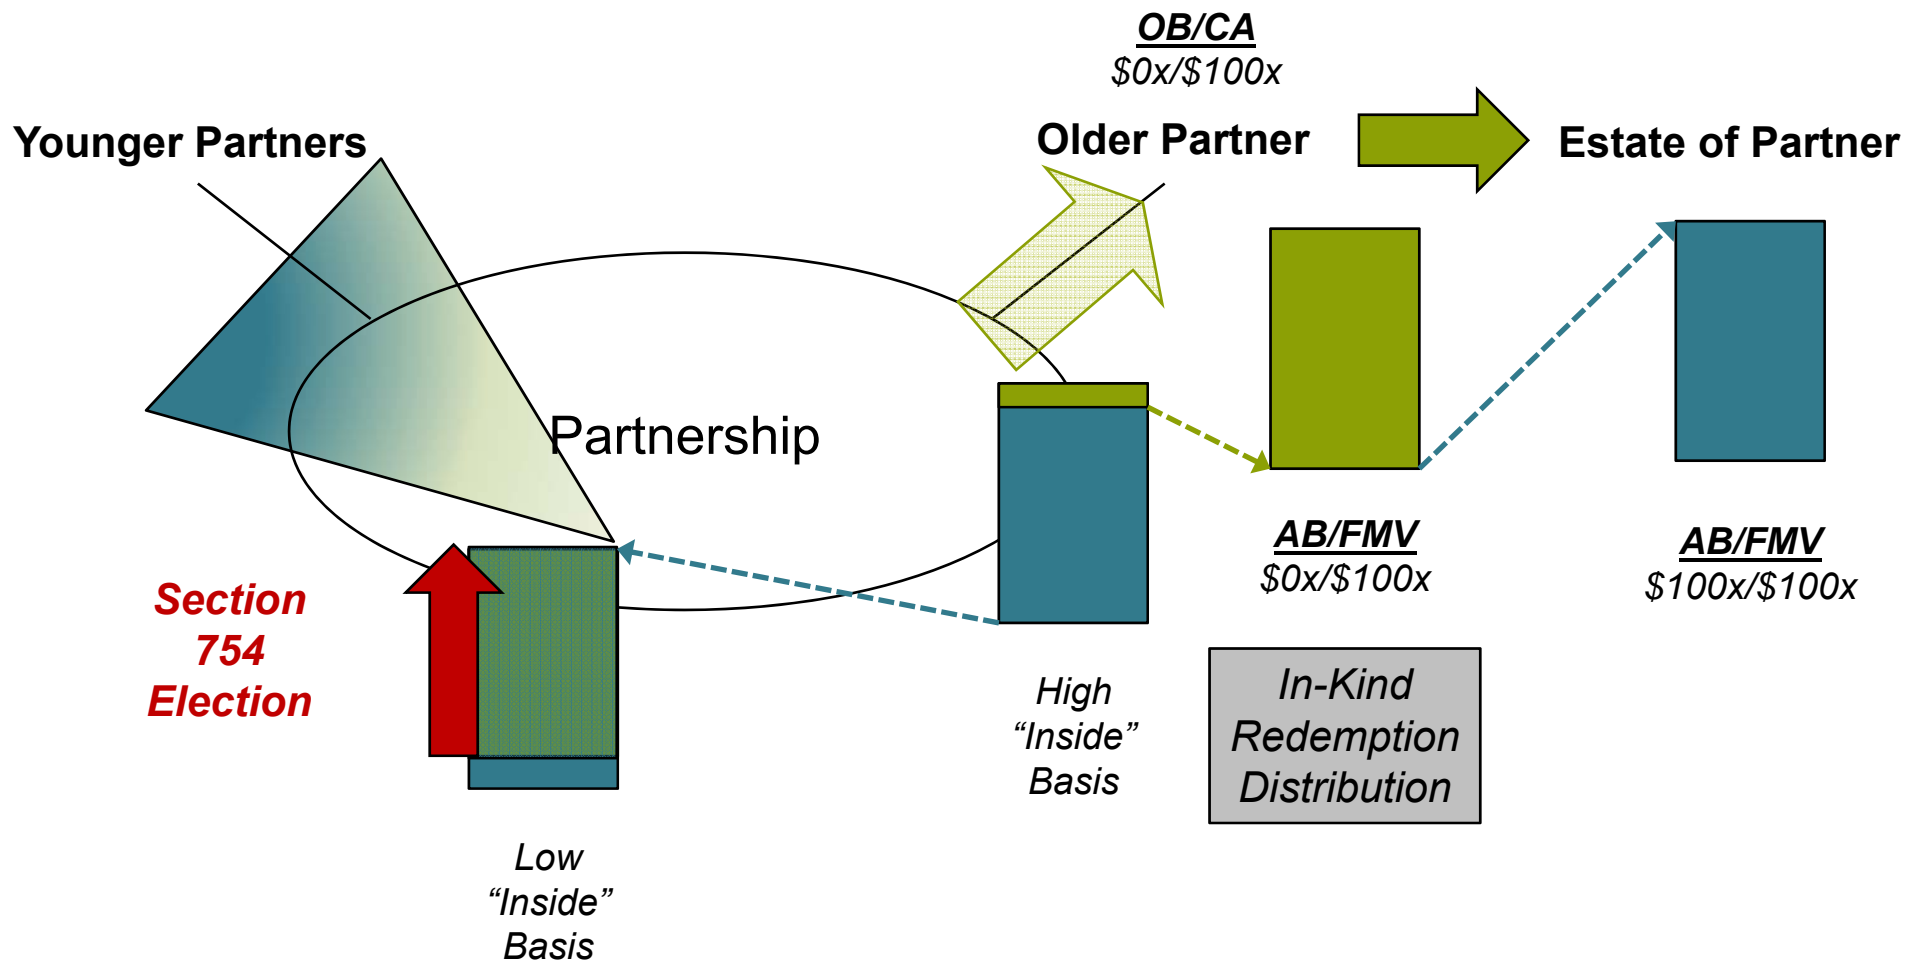 OB/CA
$0x/$100x
Younger Partners
Older Partner
Estate of Partner
Partnership
AB/FMV
$0x/$100x
AB/FMV
$100x/$100x
Section
754
Election
High
“Inside”
Basis
In-Kind
Redemption
Distribution
Low
“Inside”
Basis